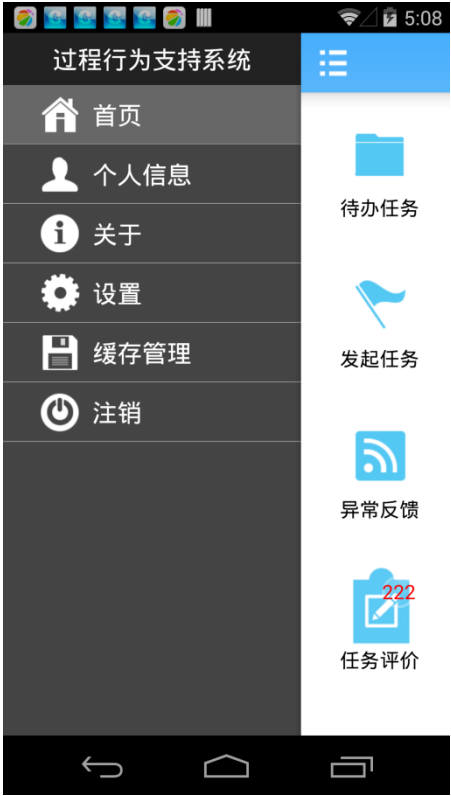 5:08
过程行为支持系统
首页
个人信息
关于
设置
缓存管理
注销
待办任务
发起任务
异常反馈
222
任务评价